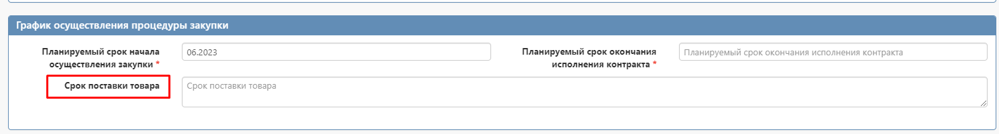 График осуществления процедуры закупки
Планируемый срок начала
осуществления закупки *
06.2023
Планируемый срок окончания
исполнения контракта *
Планируемый срок окончания исполнения контракта
Срок поставки товара
Срок поставки товара